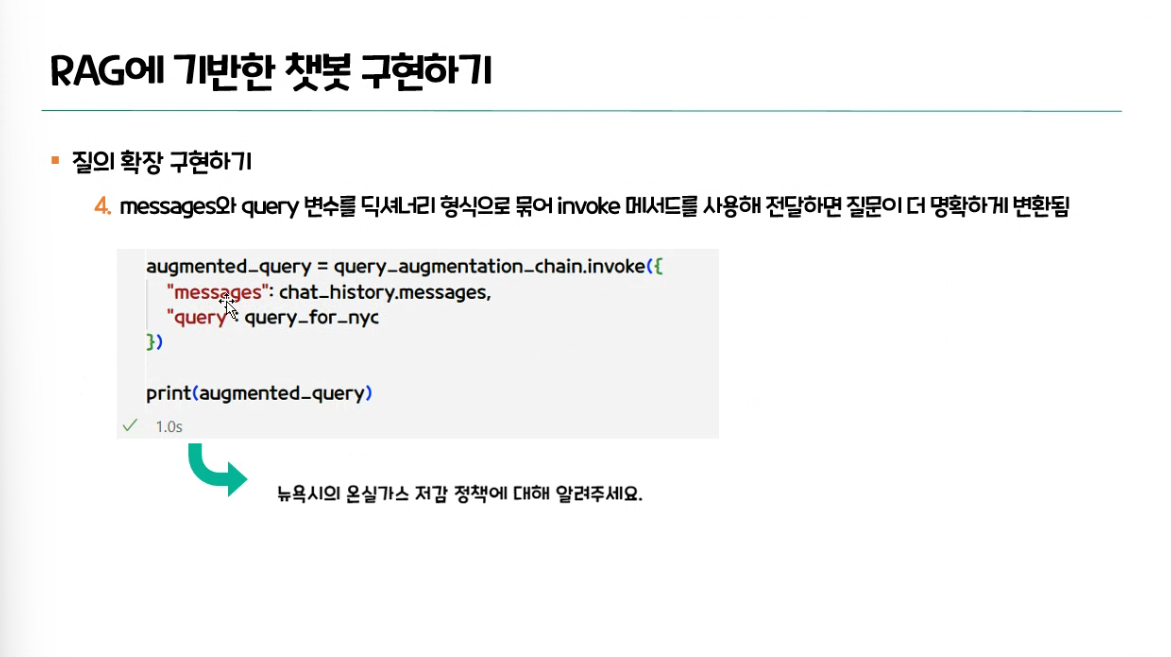 RAG에 기반한 챗봇 구현하기
질의 확장 구현하기
4. messages와 query 변수를 딕셔너리 형식으로 묶어 invoke 메서드를 사용해 전달하면 질문이 더 명확하게 변환됨
augmented_query = query_augmentation_chain.invoke({
"messages": chat_history.messages,
"query": query_for_nyc
})
print(augmented_query)
1.0s
뉴욕시의 온실가스 저감 정책에 대해 알려주세요.